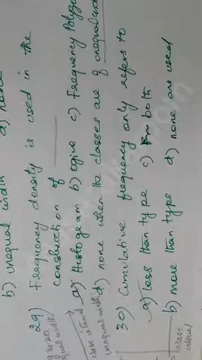 b) unequal width d) none
29) Frequency density is used in the
construction of
a) Histogram b) ogive c) Frequency Polygon
d) none when the classes are of unequal
30) Cumulative frequency only refers to
a) less than type c) both
b) more than type d) none are used